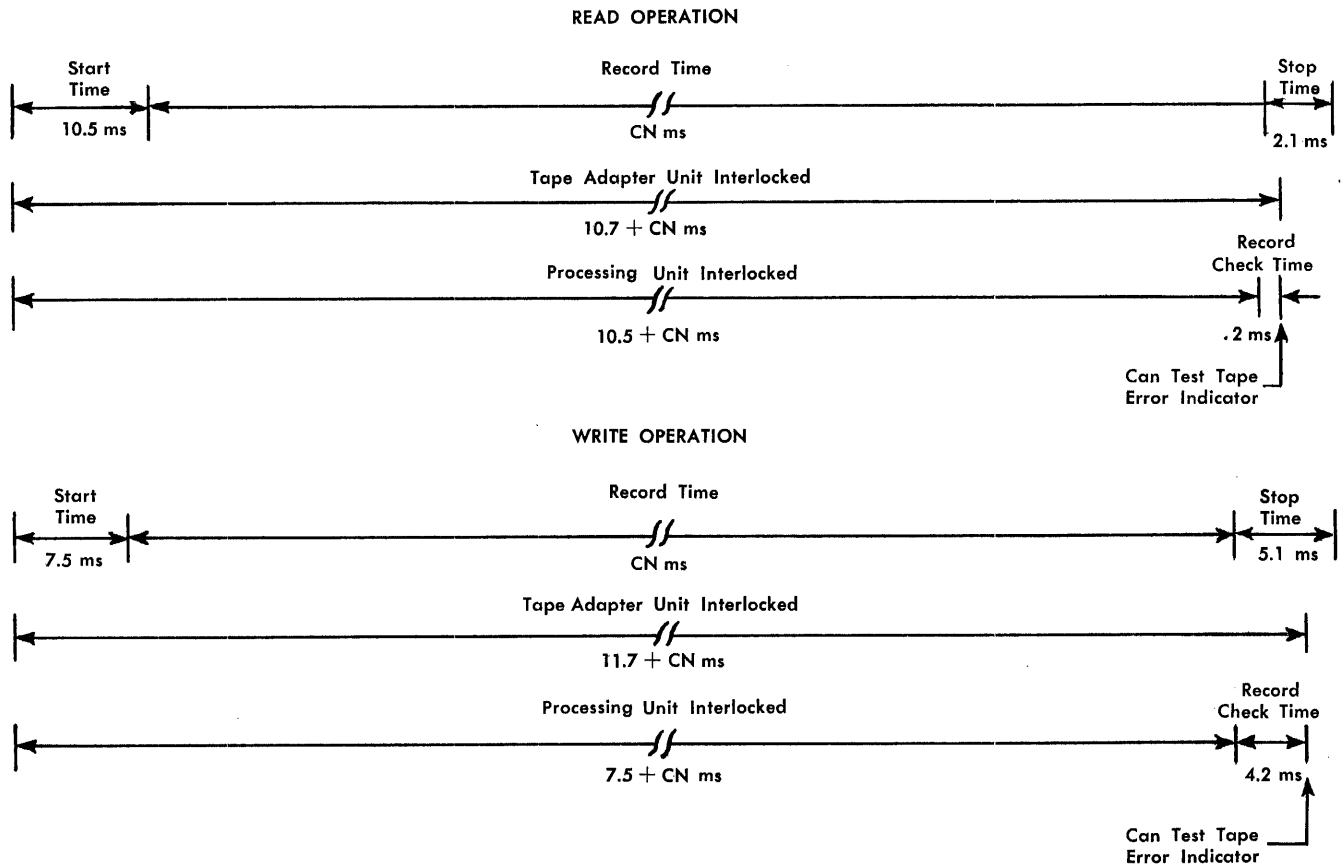 READ OPERATION
Start
Time
Record Time
Stop
Time
10.5 ms
CN ms
2.1 ms
Tape Adapter Unit Interlocked
10.7 + CN ms
Processing Unit Interlocked
Record
Check Time
10.5 + CN ms
.2 ms
Can Test Tape
Error Indicator
WRITE OPERATION
Start
Time
Record Time
Stop
Time
7.5 ms
CN ms
5.1 ms
Tape Adapter Unit Interlocked
11.7 + CN ms
Processing Unit Interlocked
Record
Check Time
7.5 + CN ms
4.2 ms
Can Test Tape
Error Indicator